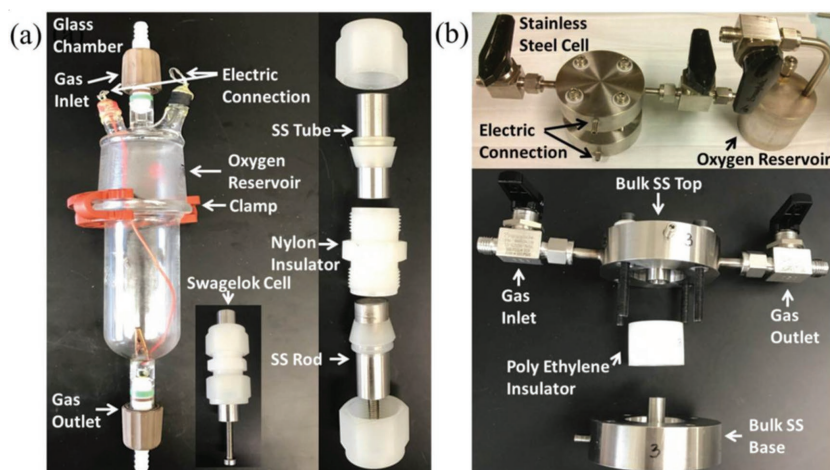 (a)
Glass
Chamber
Gas
Inlet
Electric
Connection
SS Tube
Oxygen
Reservoir
Clamp
Nylon
Insulator
Swagelok Cell
SS Rod
Gas
Outlet
(b)
Stainless
Steel Cell
Electric
Connection
Oxygen Reservoir
Bulk SS Top
3
Gas
Inlet
Gas
Outlet
Poly Ethylene
Insulator
Bulk SS
Base
3